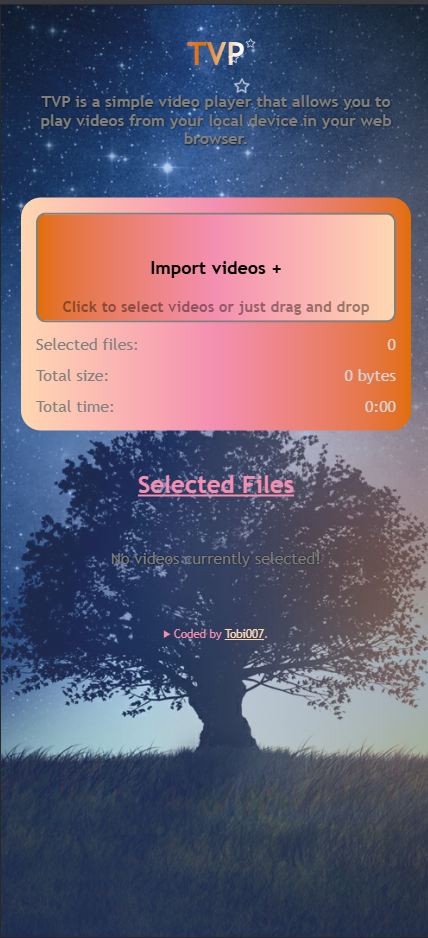 TVP
TVP is a simple video player that allows you to
play videos from your local device in your web
browser.
Import videos +
Click to select videos or just drag and drop
Selected files: 0
Total size: 0 bytes
Total time: 0:00
Selected Files
No videos currently selected!
Coded by Tobi007.